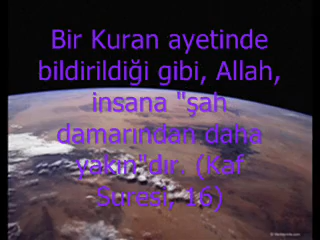 Bir Kuran ayetinde
bildirildiği gibi, Allah,
insana "şah
damarından daha
yakın"dır. (Kaf
Suresi, 16)